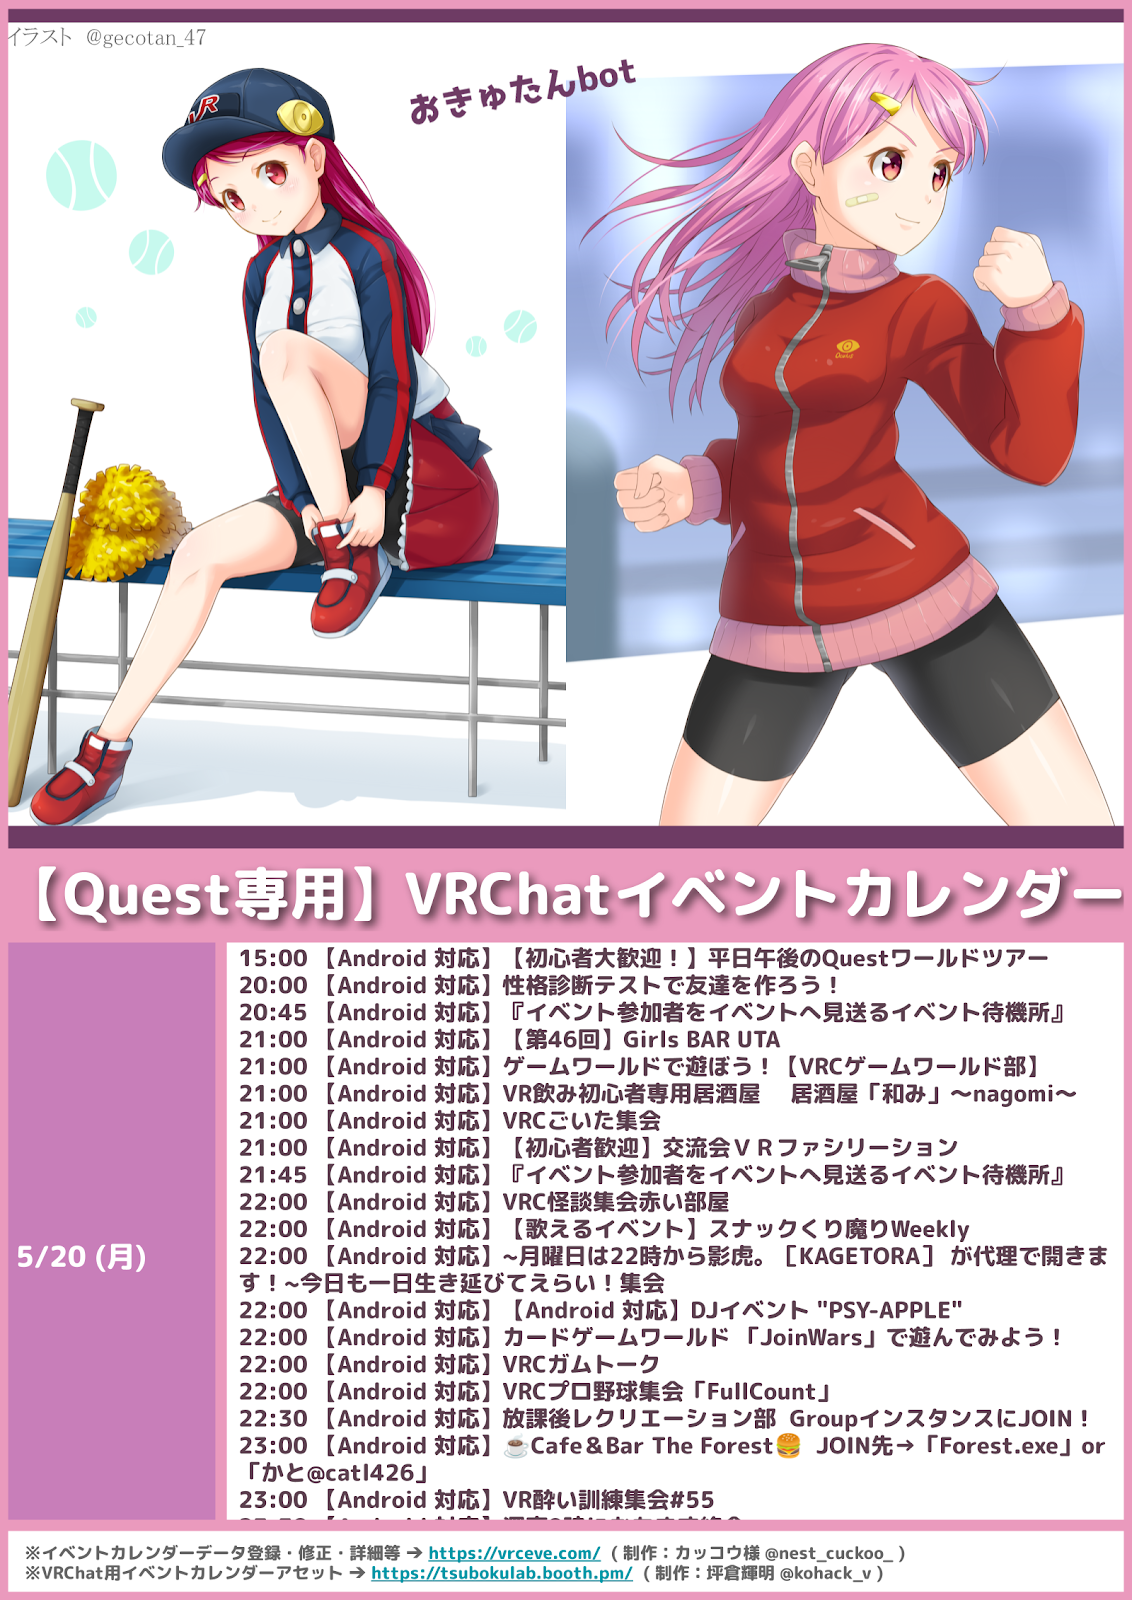 イラスト @gecotan_47
おきゅたんbot
VR
Quest
【Quest専用】VRChatイベントカレンダー
5/20 (月)
15:00 【Android 対応】【初心者大歓迎！】平日午後のQuestワールドツアー
20:00 【Android 対応】性格診断テストで友達を作ろう！
20:45 【Android 対応】『イベント参加者をイベントへ見送るイベント待機所』
21:00 【Android 対応】【第46回】Girls BAR UTA
21:00 【Android 対応】ゲームワールドで遊ぼう！【VRCゲームワールド部】
21:00 【Android 対応】VR飲み初心者専用居酒屋　居酒屋「和み」～nagomi～
21:00 【Android 対応】VRCごいた集会
21:00 【Android 対応】【初心者歓迎】交流会ＶＲファシリーション
21:45 【Android 対応】『イベント参加者をイベントへ見送るイベント待機所』
22:00 【Android 対応】VRC怪談集会赤い部屋
22:00 【Android 対応】【歌えるイベント】スナックくり魔りWeekly
22:00 【Android 対応】~月曜日は22時から影虎。［KAGETORA］ が代理で開きま
す！~今日も一日生き延びてえらい！集会
22:00 【Android 対応】【Android 対応】DJイベント "PSY-APPLE"
22:00 【Android 対応】カードゲームワールド 「JoinWars」で遊んでみよう！
22:00 【Android 対応】VRCガムトーク
22:00 【Android 対応】VRCプロ野球集会「FullCount」
22:30 【Android 対応】放課後レクリエーション部 GroupインスタンスにJOIN！
23:00 【Android 対応】☕Cafe＆Bar The Forest🍔 JOIN先→「Forest.exe」or
「かと@catl426」
23:00 【Android 対応】VR酔い訓練集会#55
※イベントカレンダーデータ登録・修正・詳細等 → https://vrceve.com/ ( 制作：カッコウ様 @nest_cuckoo_ )
※VRChat用イベントカレンダーアセット → https://tsubokulab.booth.pm/ ( 制作：坪倉輝明 @kohack_v )